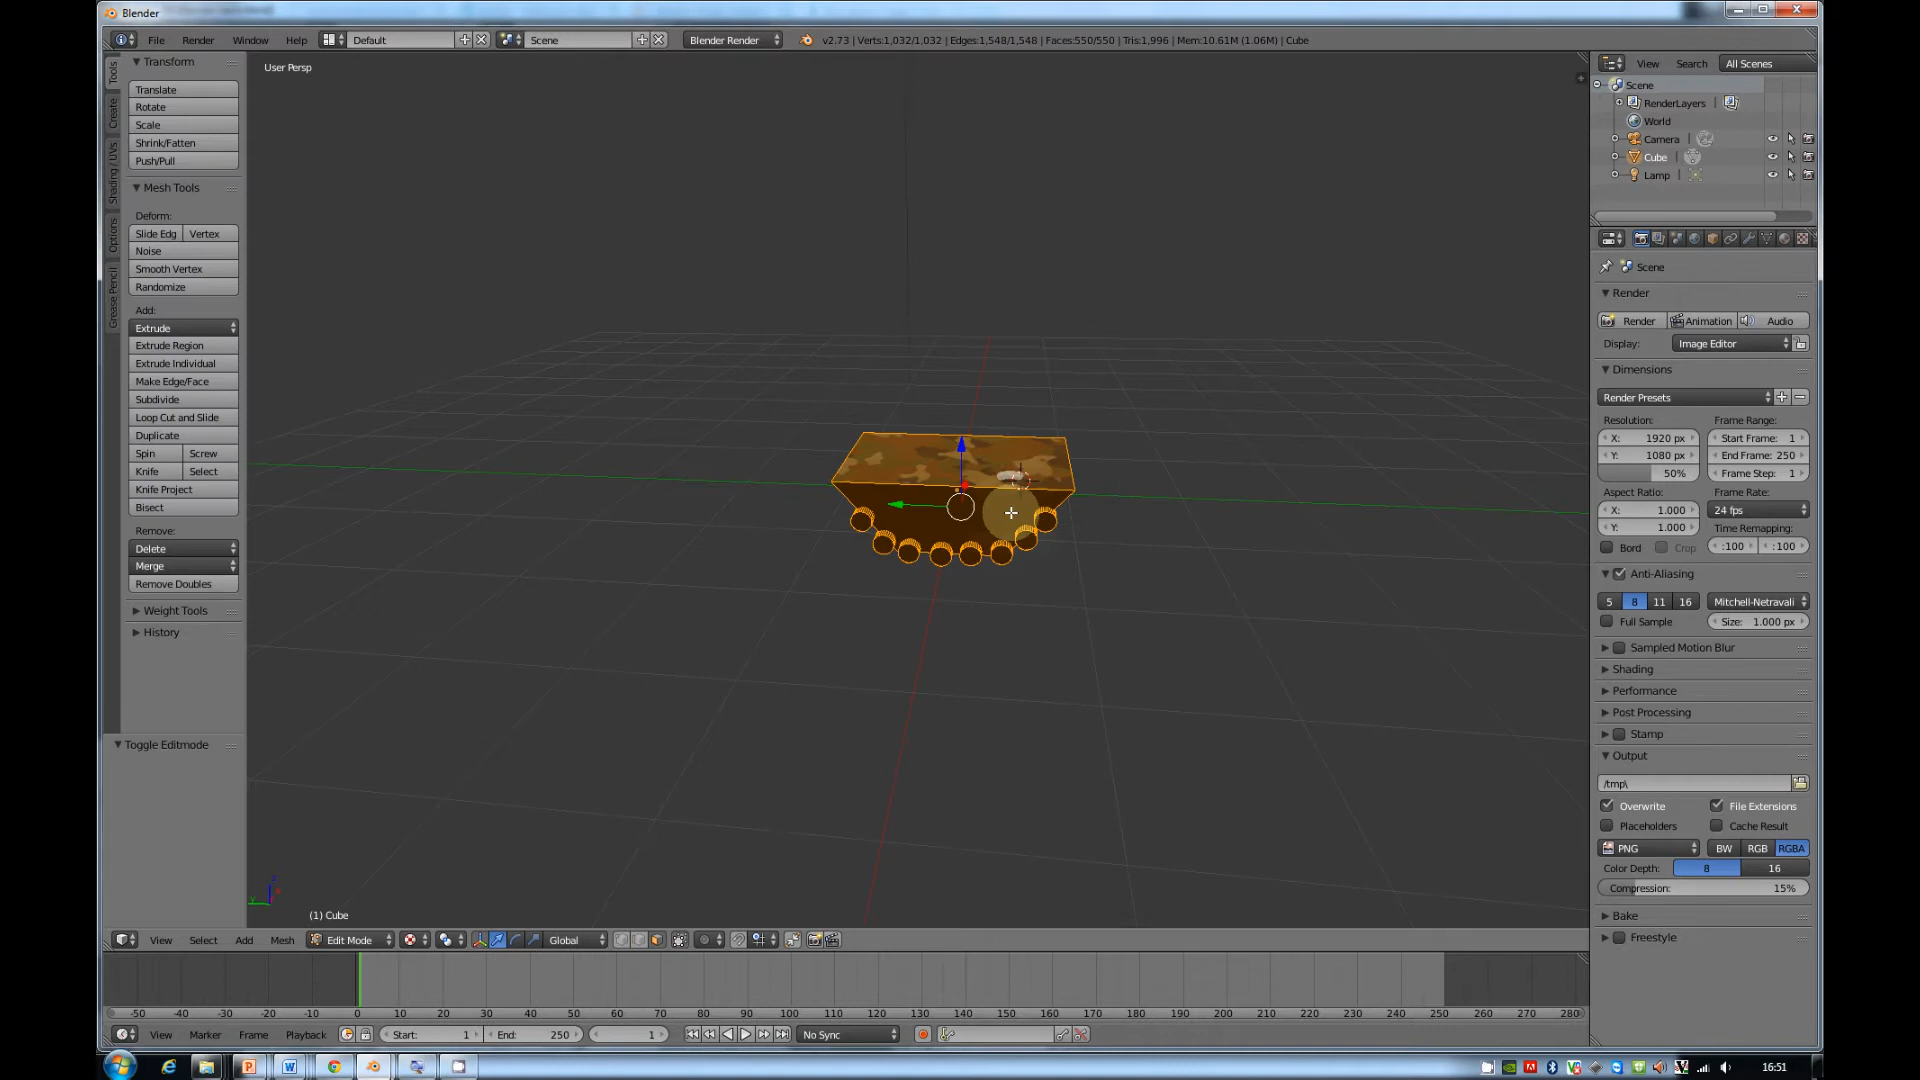 Blender
File Render Window Help Default Scene Blender Render v2.73 | Verts:1,032/1,032 | Edges:1,548/1,548 | Faces:550/550 | Tris:1,996 | Mem:10.61M (1.06M) | Cube
Tools
Create
Shading / UVs
Options
Grease Pencil
Transform
Translate
Rotate
Scale
Shrink/Fatten
Push/Pull
Mesh Tools
Deform:
Slide Edg Vertex
Noise
Smooth Vertex
Randomize
Add:
Extrude
Extrude Region
Extrude Individual
Make Edge/Face
Subdivide
Loop Cut and Slide
Duplicate
Spin Screw
Knife Select
Knife Project
Bisect
Remove:
Delete
Merge
Remove Doubles
Weight Tools
History
Toggle Editmode
User Persp
(1) Cube
View Select Add Mesh Edit Mode Global
-50 -40 -30 -20 -10 0 10 20 30 40 50 60 70 80 90 100 110 120 130 140 150 160 170 180 190 200 210 220 230 240 250 260 270 280
View Marker Frame Playback Start: 1 End: 250 1 No Sync
View Search All Scenes
Scene
RenderLayers
World
Camera
Cube
Lamp
Scene
Render
Render Animation Audio
Display: Image Editor
Dimensions
Render Presets
Resolution: Frame Range:
X: 1920 px Start Frame: 1
Y: 1080 px End Frame: 250
50% Frame Step: 1
Aspect Ratio: Frame Rate:
X: 1.000 24 fps
Y: 1.000 Time Remapping:
Bord Crop :100 :100
Anti-Aliasing
5 8 11 16 Mitchell-Netravali
Full Sample Size: 1.000 px
Sampled Motion Blur
Shading
Performance
Post Processing
Stamp
Output
/tmp\
Overwrite File Extensions
Placeholders Cache Result
PNG BW RGB RGBA
Color Depth: 8 16
Compression: 15%
Bake
Freestyle
16:51